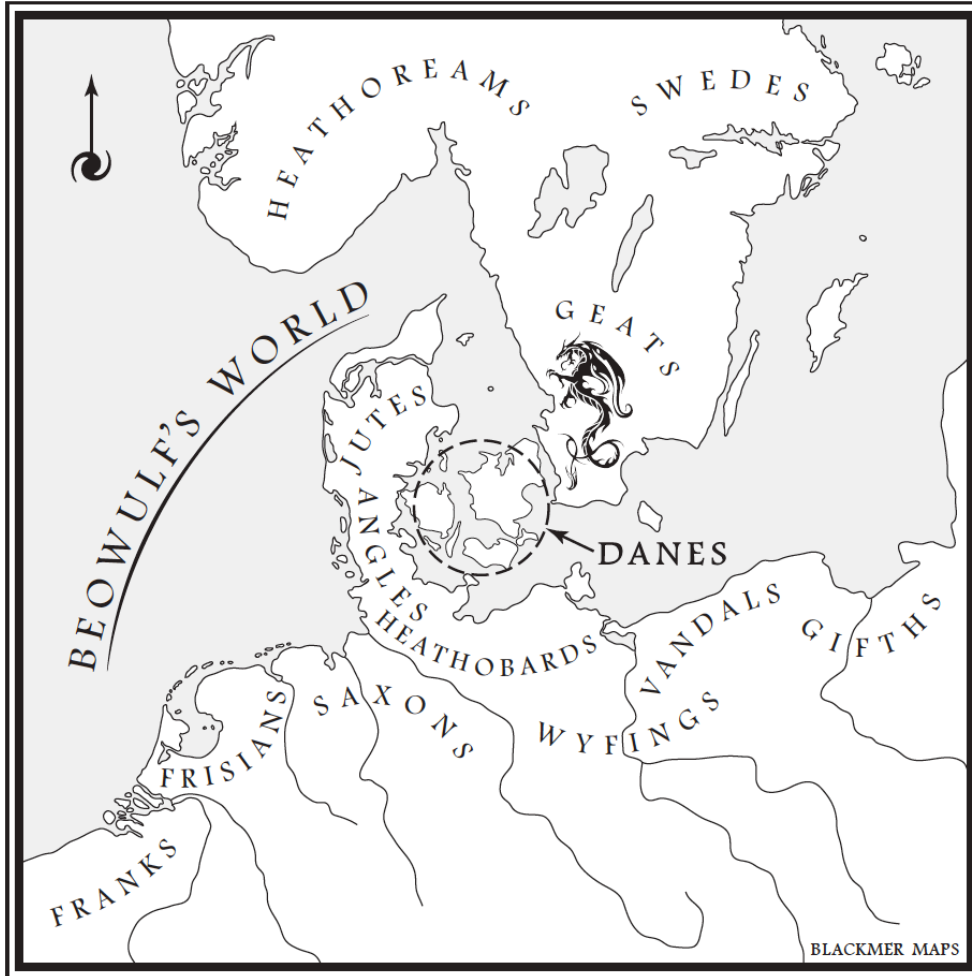 HEATHOREAMS
SWEDES
GEATS
BEOWULF'S WORLD
JUTES
ANGLES
DANES
HEATHOBARDS
VANDALS
GIFTHS
WYFINGS
SAXONS
FRISIANS
FRANKS
BLACKMER MAPS